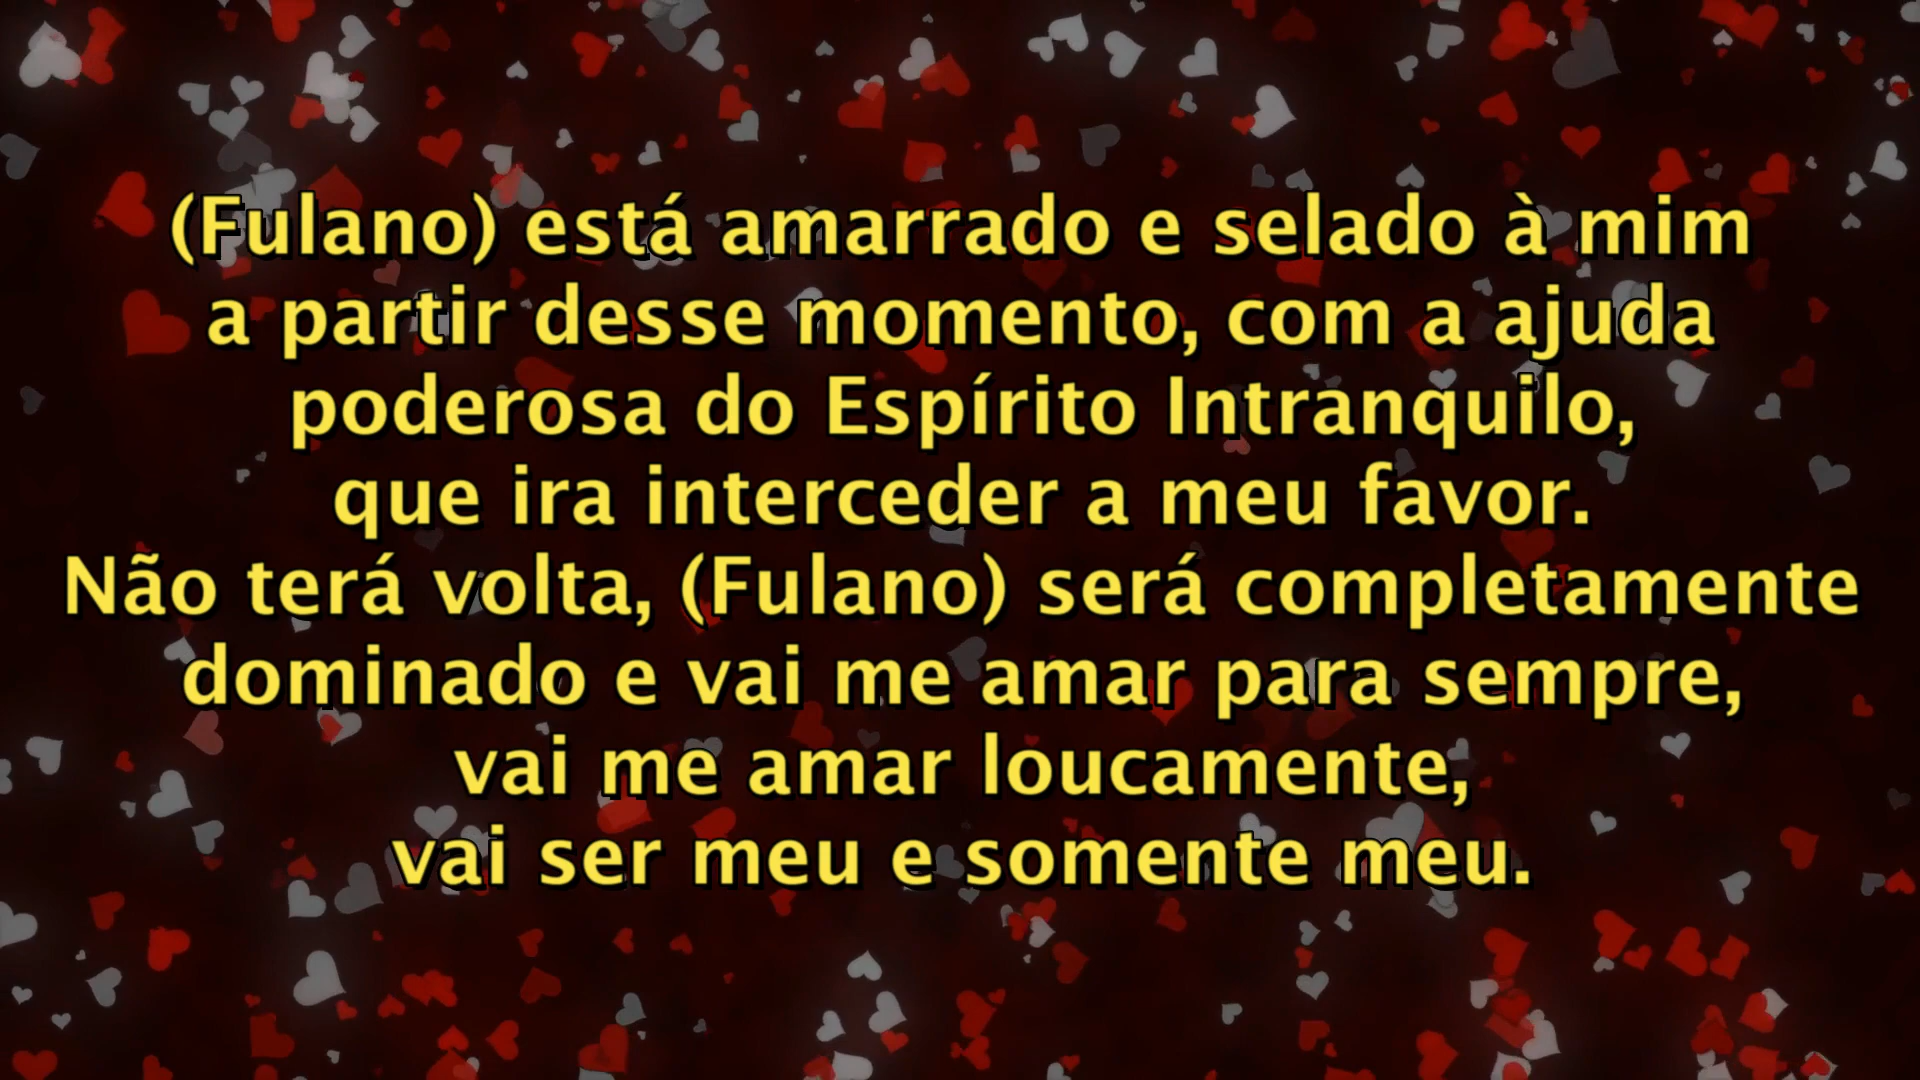 (Fulano) está amarrado e selado à mim
a partir desse momento, com a ajuda
poderosa do Espírito Intranquilo,
que ira interceder a meu favor.
Não terá volta, (Fulano) será completamente
dominado e vai me amar para sempre,
vai me amar loucamente,
vai ser meu e somente meu.